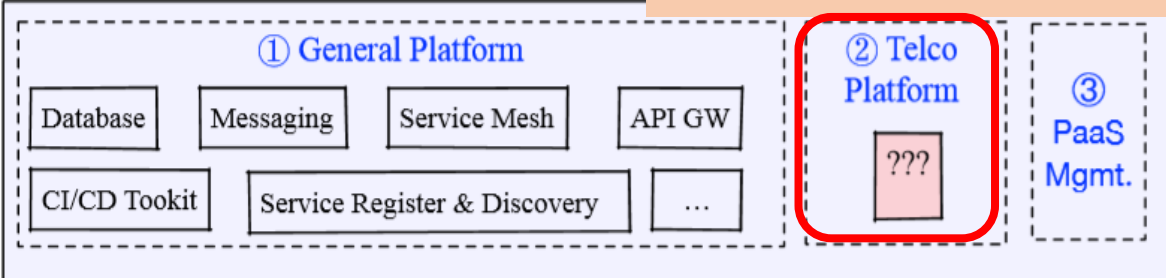 ① General Platform
Database
Messaging
Service Mesh
API GW
CI/CD Tookit
Service Register & Discovery
...
② Telco
Platform
???
③
PaaS
Mgmt.